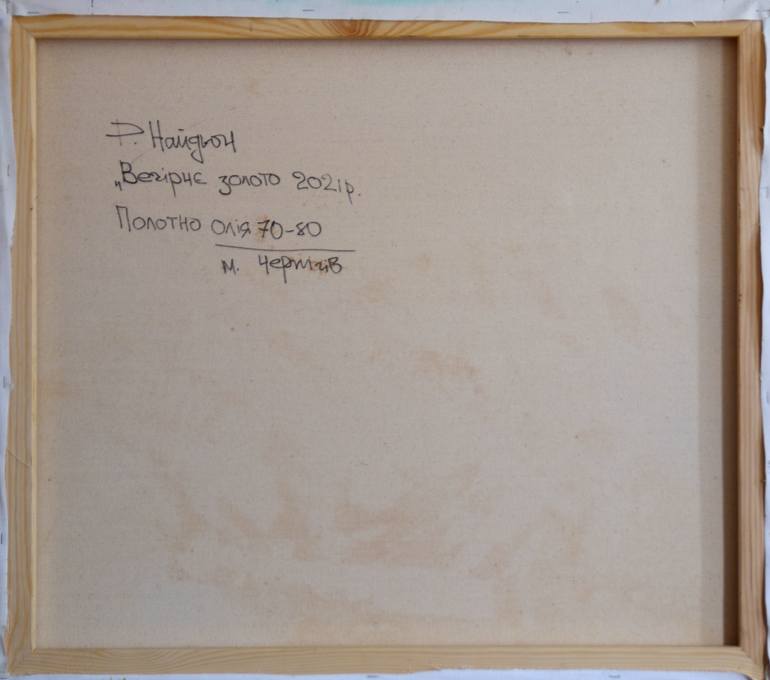 Р. Найдьон
„Вечірнє золото 2021р.
Полотно олія 70-80
м. Чернігів